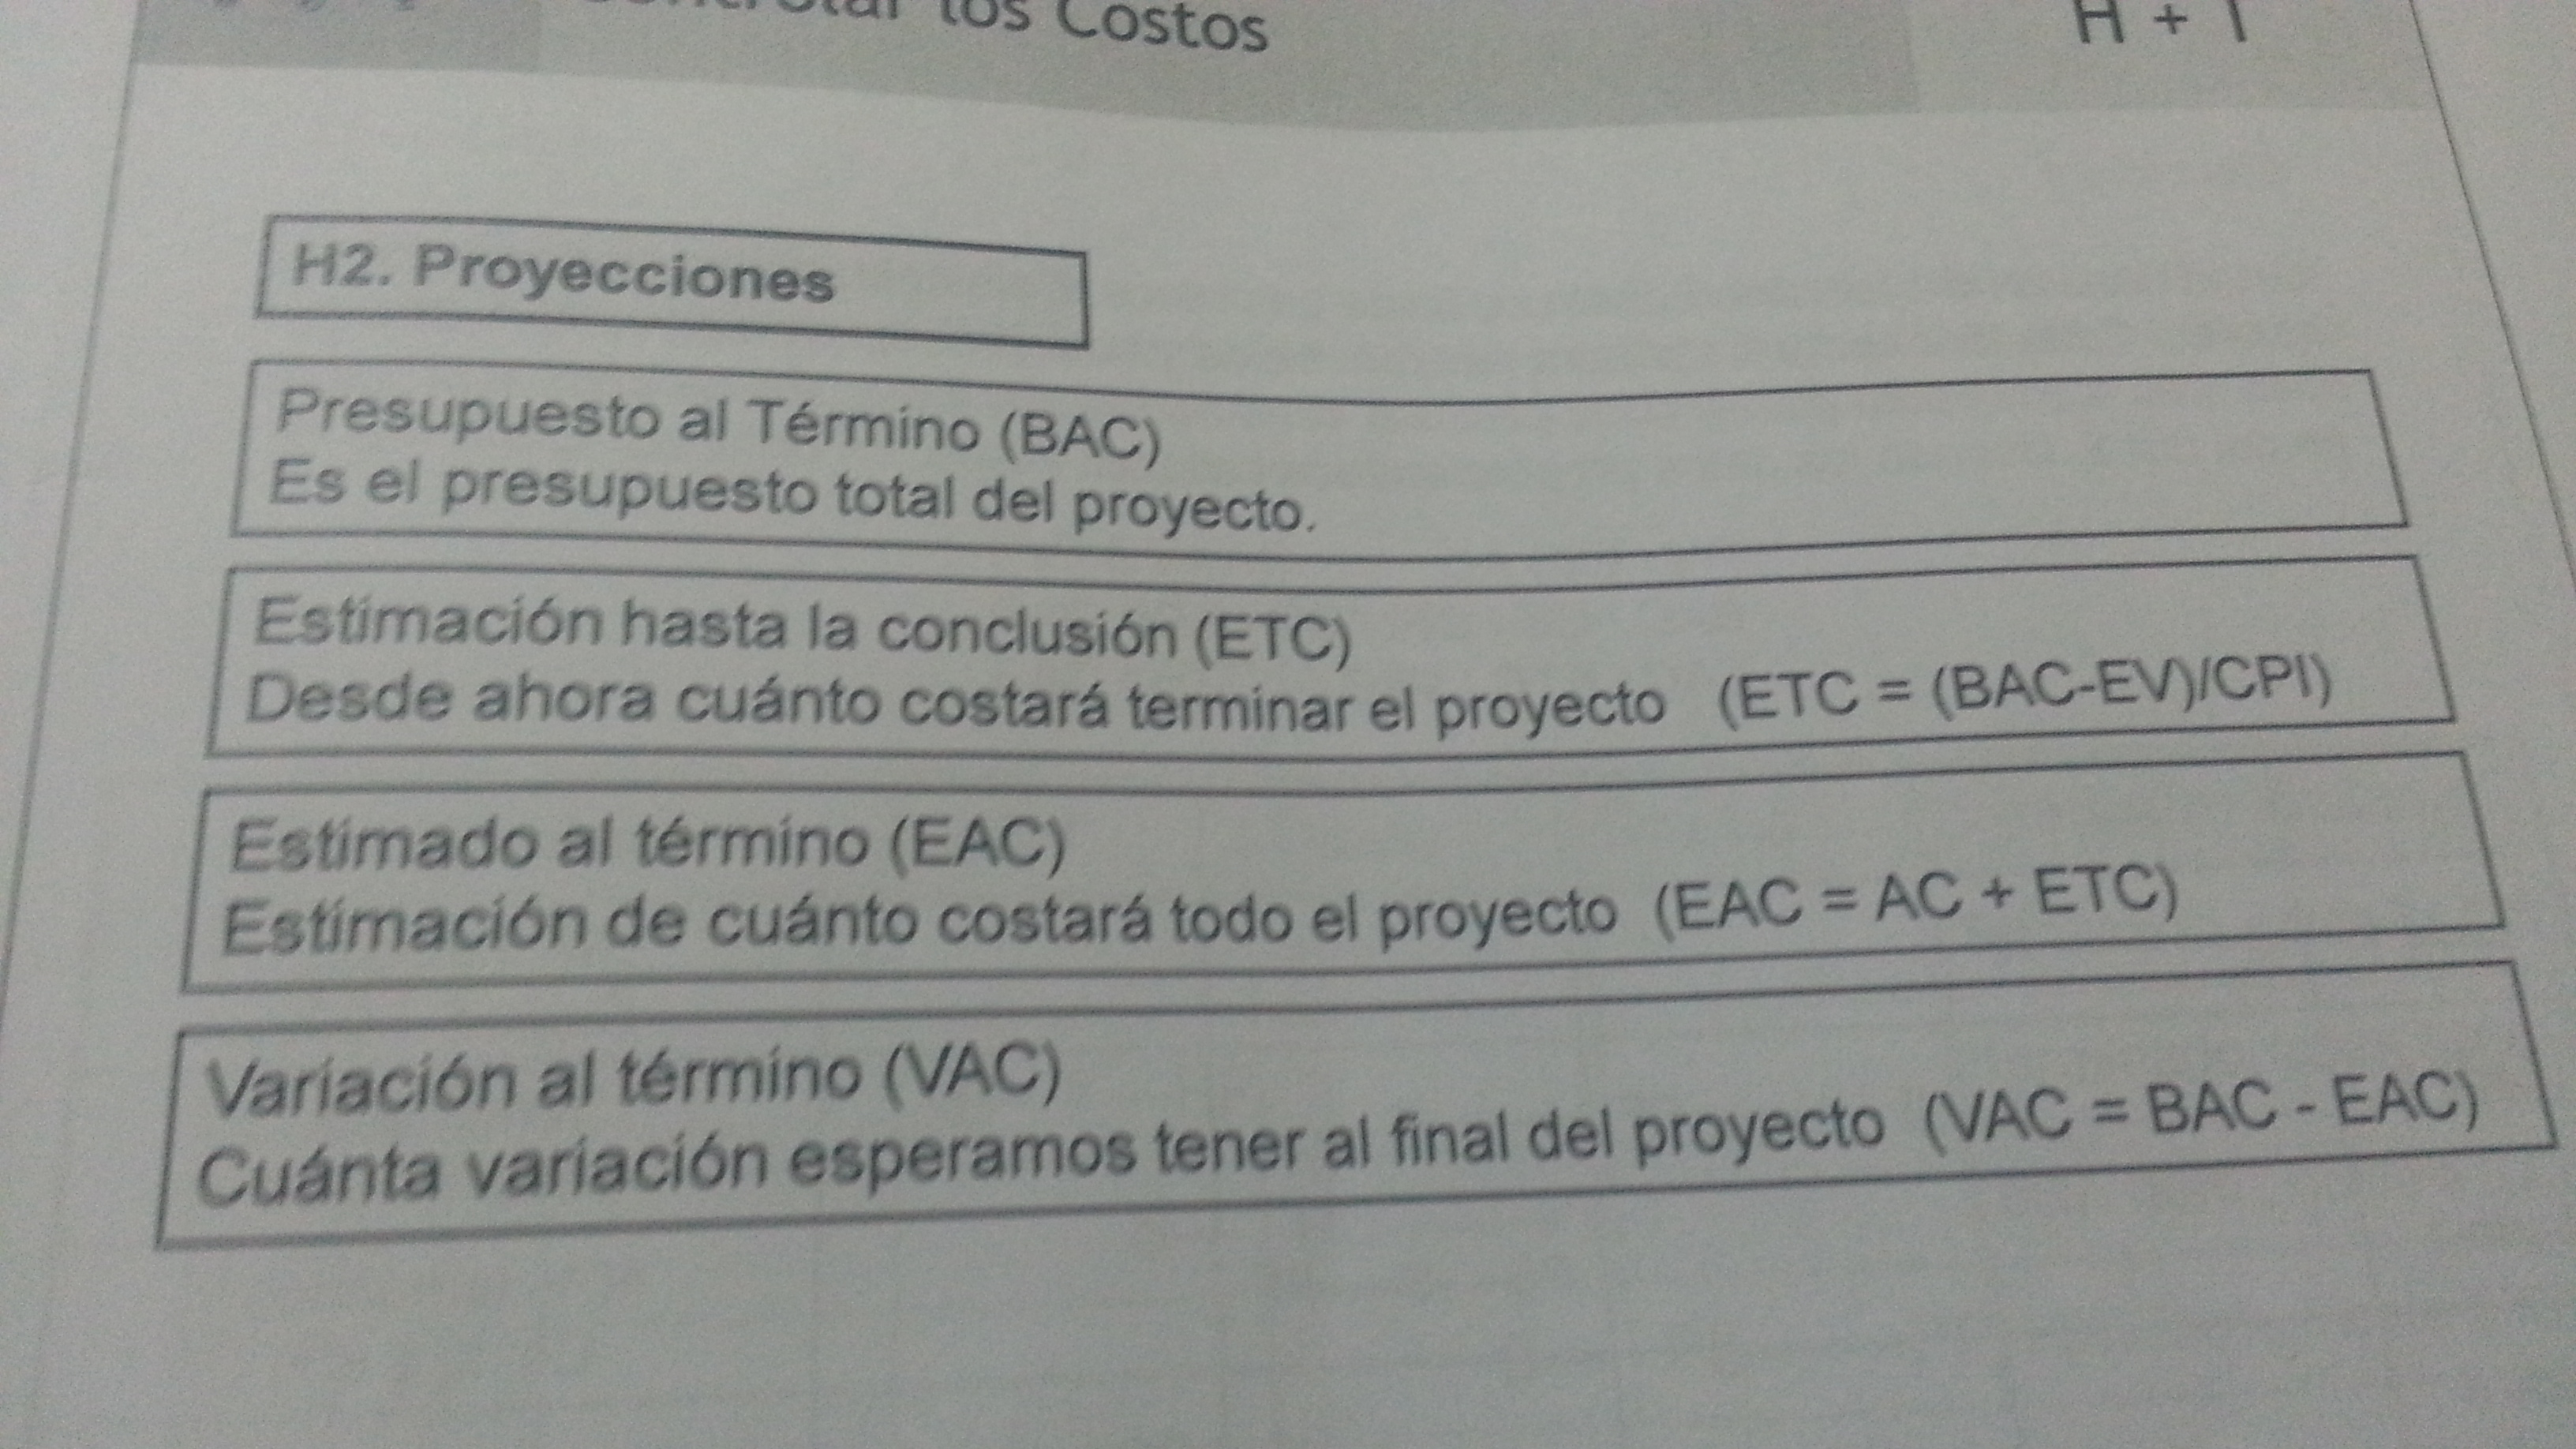 los Costos
H + T
H2. Proyecciones
Presupuesto al Término (BAC)
Es el presupuesto total del proyecto.
Estimación hasta la conclusión (ETC)
Desde ahora cuánto costará terminar el proyecto (ETC = (BAC-EV)/CPI)
Estimado al término (EAC)
Estimación de cuánto costará todo el proyecto (EAC = AC + ETC)
Variación al término (VAC)
Cuánta variación esperamos tener al final del proyecto (VAC = BAC - EAC)